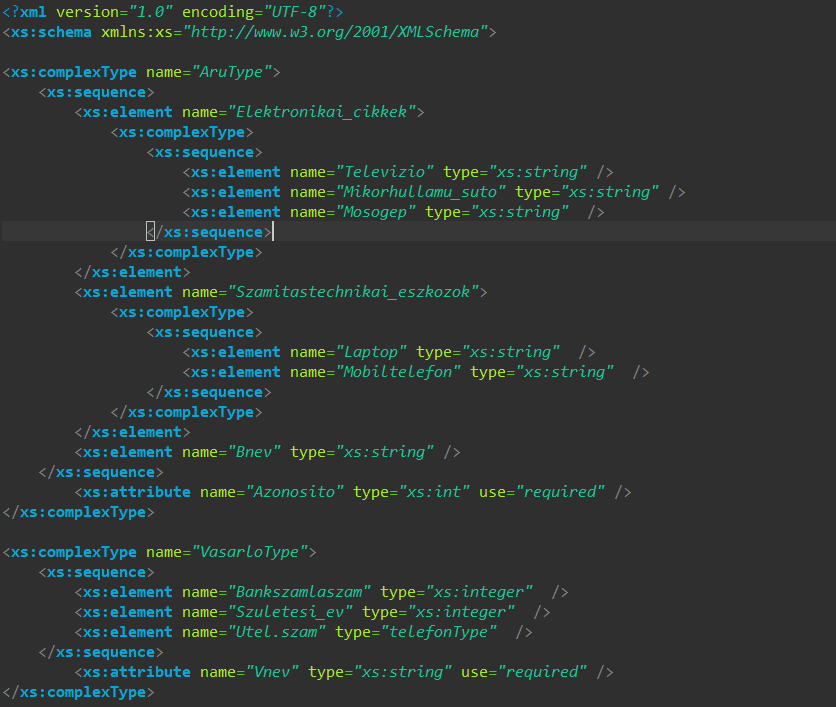 <?xml version="1.0" encoding="UTF-8"?>
<xs:schema xmlns:xs="http://www.w3.org/2001/XMLSchema">

<xs:complexType name="AruType">
    <xs:sequence>
        <xs:element name="Elektronikai_cikkek">
            <xs:complexType>
                <xs:sequence>
                    <xs:element name="Televizio" type="xs:string" />
                    <xs:element name="Mikorhullamu_suto" type="xs:string" />
                    <xs:element name="Mosogep" type="xs:string"  />
                </xs:sequence>
            </xs:complexType>
        </xs:element>
        <xs:element name="Szamitastechnikai_eszkozok">
            <xs:complexType>
                <xs:sequence>
                    <xs:element name="Laptop" type="xs:string"  />
                    <xs:element name="Mobiltelefon" type="xs:string"  />
                </xs:sequence>
            </xs:complexType>
        </xs:element>
        <xs:element name="Bnev" type="xs:string" />
    </xs:sequence>
        <xs:attribute name="Azonosito" type="xs:int" use="required" />
</xs:complexType>

<xs:complexType name="VasarloType">
    <xs:sequence>
        <xs:element name="Bankszamlaszam" type="xs:integer"  />
        <xs:element name="Szuletesi_ev" type="xs:integer"  />
        <xs:element name="Utel.szam" type="telefonType"  />
    </xs:sequence>
        <xs:attribute name="Vnev" type="xs:string" use="required" />
</xs:complexType>